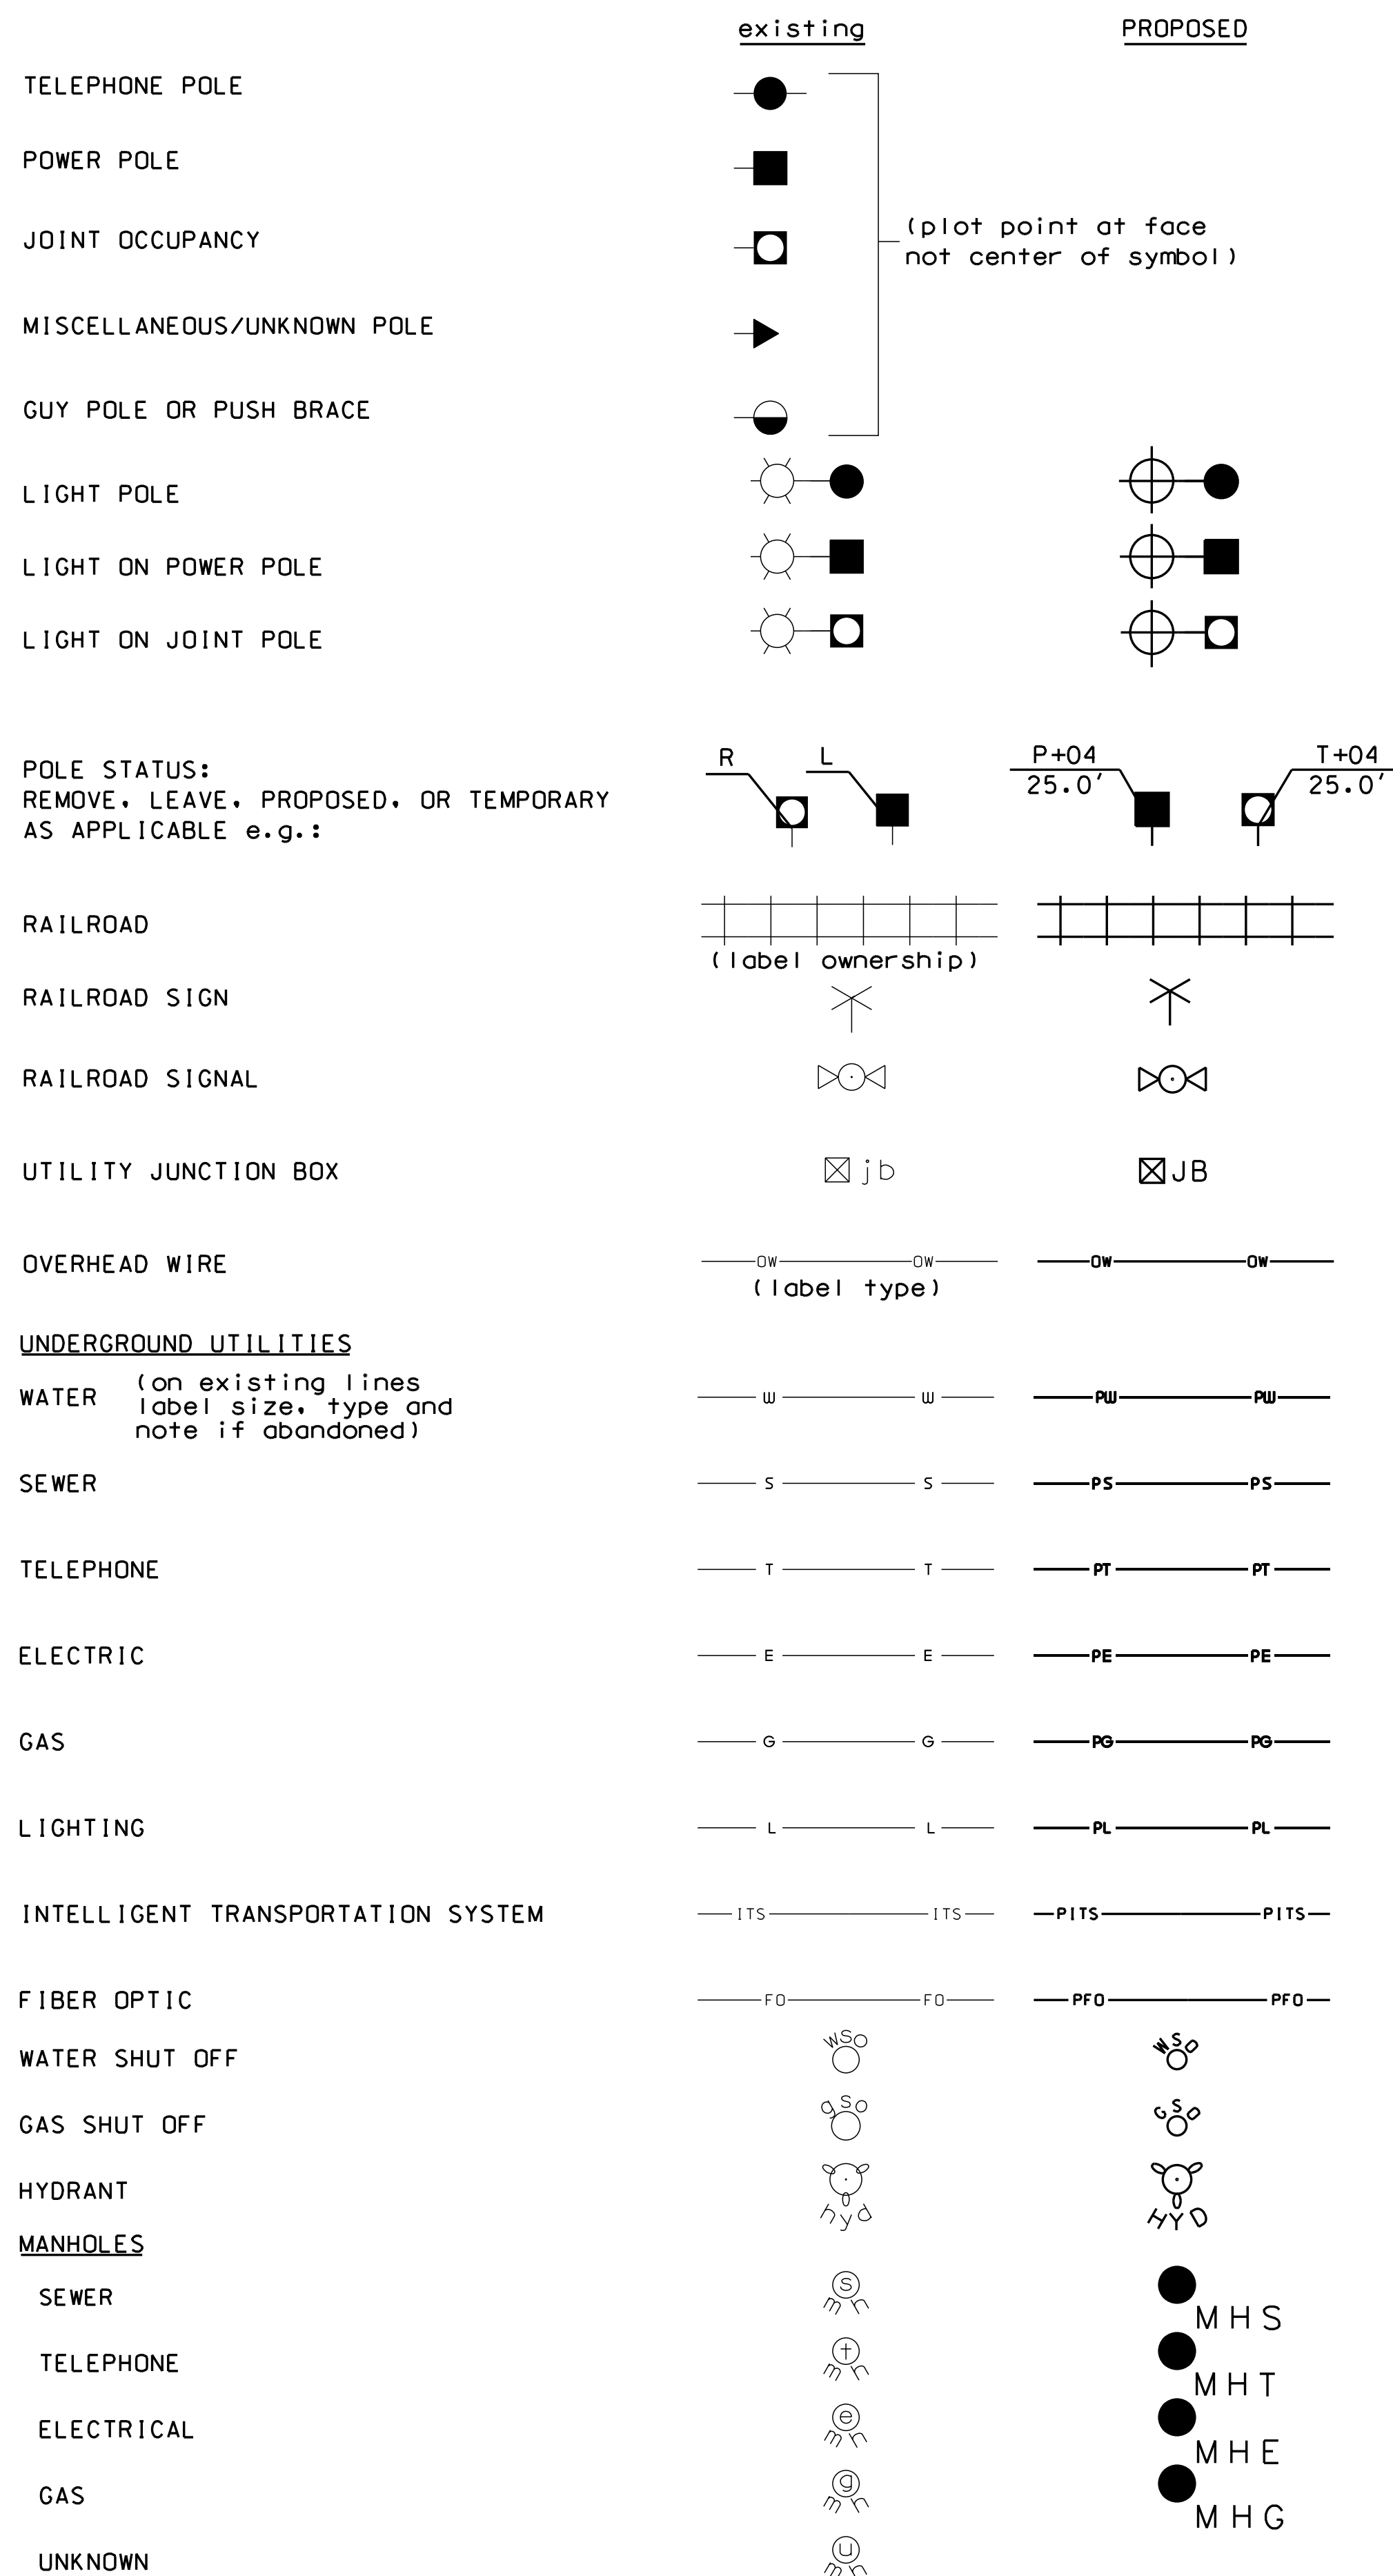 existing PROPOSED
TELEPHONE POLE
POWER POLE
JOINT OCCUPANCY
(plot point at face
not center of symbol)
MISCELLANEOUS/UNKNOWN POLE
GUY POLE OR PUSH BRACE
LIGHT POLE
LIGHT ON POWER POLE
LIGHT ON JOINT POLE
POLE STATUS:
REMOVE, LEAVE, PROPOSED, OR TEMPORARY
AS APPLICABLE e.g.:
R L P+04 T+04
25.0' 25.0'
RAILROAD
(label ownership)
RAILROAD SIGN
RAILROAD SIGNAL
UTILITY JUNCTION BOX jb JB
OVERHEAD WIRE OW OW OW OW
(label type)
UNDERGROUND UTILITIES
WATER (on existing lines
label size, type and
note if abandoned)
W W PW PW
SEWER S S PS PS
TELEPHONE T T PT PT
ELECTRIC E E PE PE
GAS G G PG PG
LIGHTING L L PL PL
INTELLIGENT TRANSPORTATION SYSTEM ITS ITS PITS PITS
FIBER OPTIC FO FO PFO PFO
WATER SHUT OFF wso WSO
GAS SHUT OFF gso GSO
HYDRANT hyd HYD
MANHOLES
SEWER s mh MHS
TELEPHONE t mh MHT
ELECTRICAL e mh MHE
GAS g mh MHG
UNKNOWN u mh